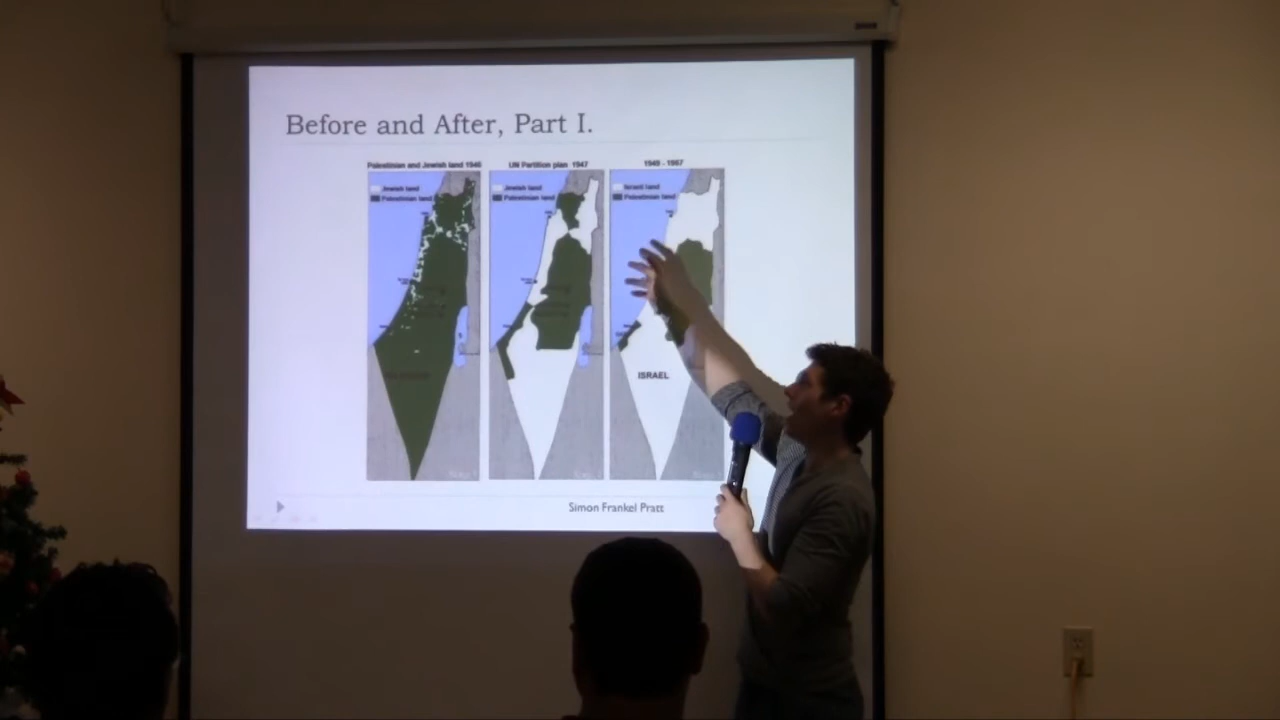 Before and After, Part I.
Palestinian and Jewish land 1946
UN Partition plan 1947
1949 - 1967
Jewish land
Palestinian land
Jewish land
Palestinian land
Israeli land
Palestinian land
ISRAEL
Simon Frankel Pratt